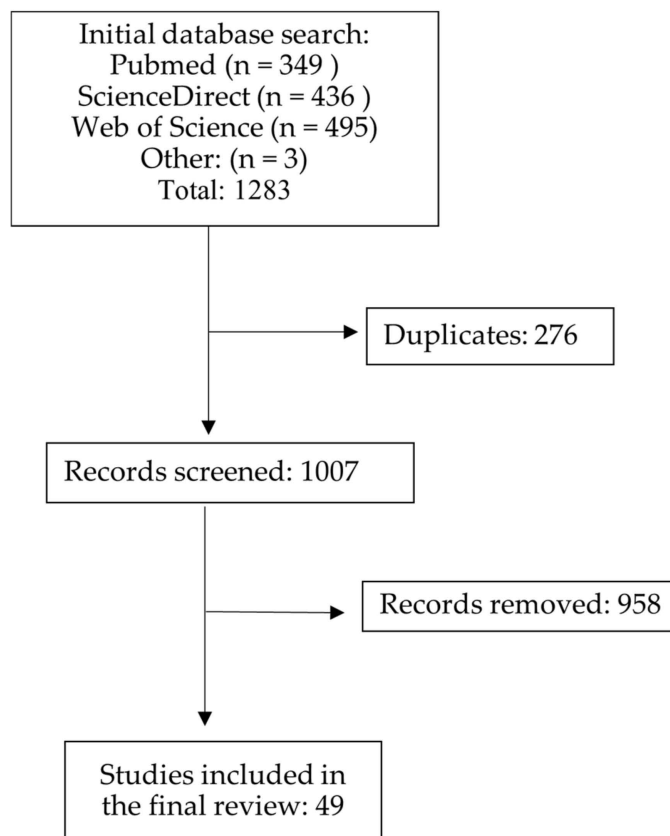 Initial database search:
Pubmed (n = 349 )
ScienceDirect (n = 436 )
Web of Science (n = 495)
Other: (n = 3)
Total: 1283
Duplicates: 276
Records screened: 1007
Records removed: 958
Studies included in
the final review: 49